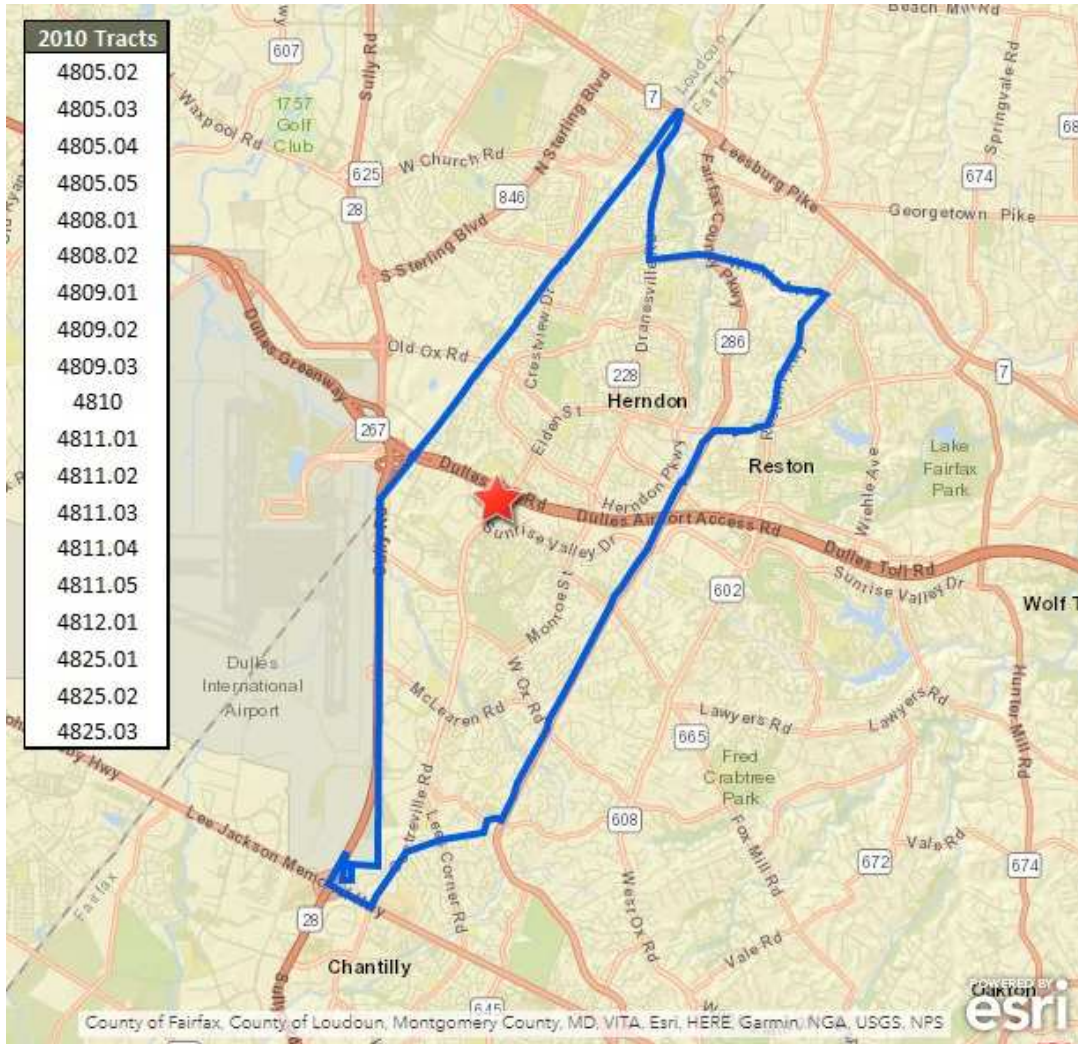 2010 Tracts
4805.02
4805.03
4805.04
4805.05
4808.01
4808.02
4809.01
4809.02
4809.03
4810
4811.01
4811.02
4811.03
4811.04
4811.05
4812.01
4825.01
4825.02
4825.03
Beach Mill Rd
607
Sully Rd
Waxpool Rd
1757
Golf
Club
7
Loudoun
Fairfax
N Sterling Blvd
W Church Rd
625
846
28
S Sterling Blvd
Leesburg Pike
Fairfax County Pkwy
Springvale Rd
674
Georgetown Pike
Dranesville
Crestview Dr
Old Ox Rd
Dulles Greenway
286
228
7
Herndon
Elden St
267
Reston
Herndon Pkwy
Wiehle Ave
Lake
Fairfax
Park
Dulles
Rd
Dulles Airport Access Rd
Sunrise Valley Dr
Dulles Toll Rd
Sunrise Valley Dr
602
Wolf T
Monroe St
Dulles
International
Airport
W Ox Rd
McLearen Rd
Lawyers Rd
Lawyers Rd
665
Fred
Crabtree
Park
Hunter Mill Rd
Lee Jackson Memorial
Lees Corner Rd
608
Fox Mill Rd
Vale Rd
672
674
Fairfax
28
West Ox Rd
Vale Rd
Chantilly
645
Oakton
POWERED BY
esri
County of Fairfax, County of Loudoun, Montgomery County, MD, VITA, Esri, HERE, Garmin, NGA, USGS, NPS